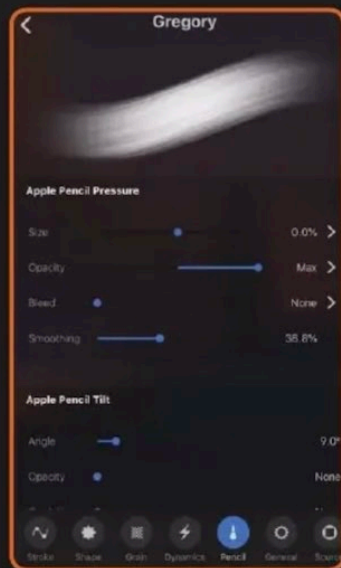 Gregory
Apple Pencil Pressure
Size 0.0%
Opacity Max
Bleed None
Smoothing 38.8%
Apple Pencil Tilt
Angle 9.0°
Opacity None
Stroke Shape Grain Dynamics Pencil General Source